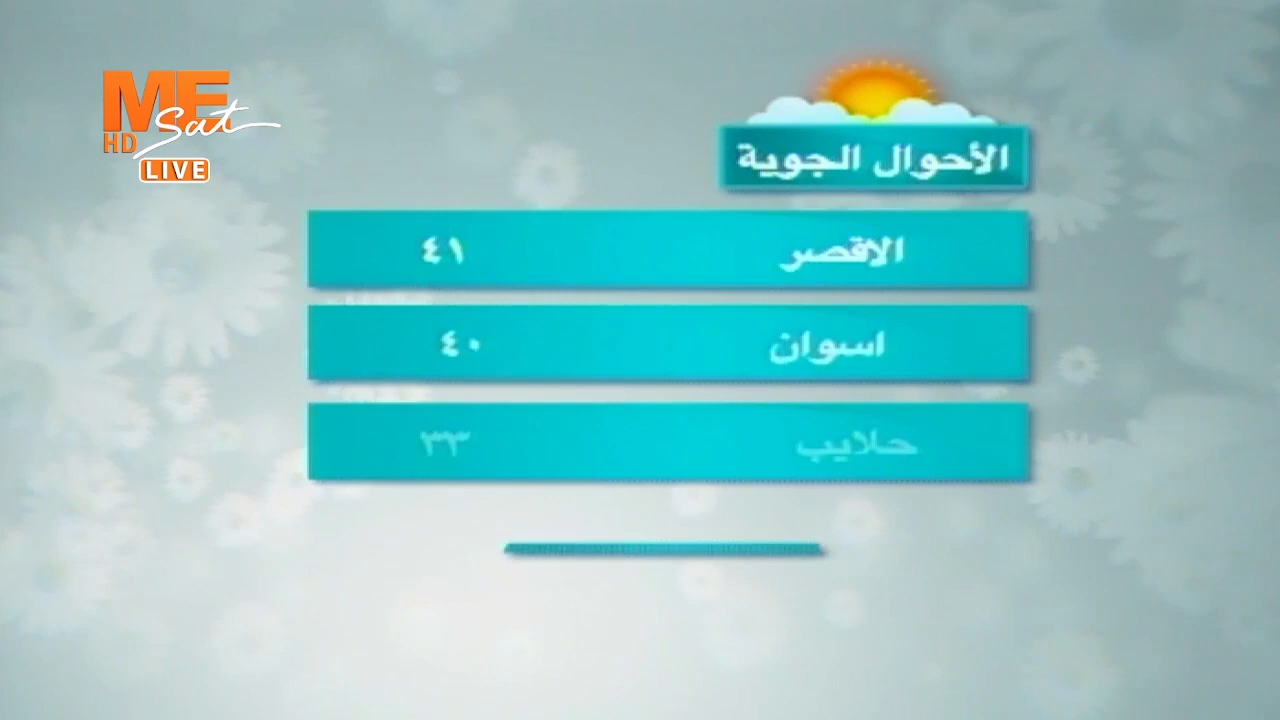 ME
Sat
HD
LIVE
الأحوال الجوية
الاقصر ٤١
اسوان ٤٠
حلايب ٣٣